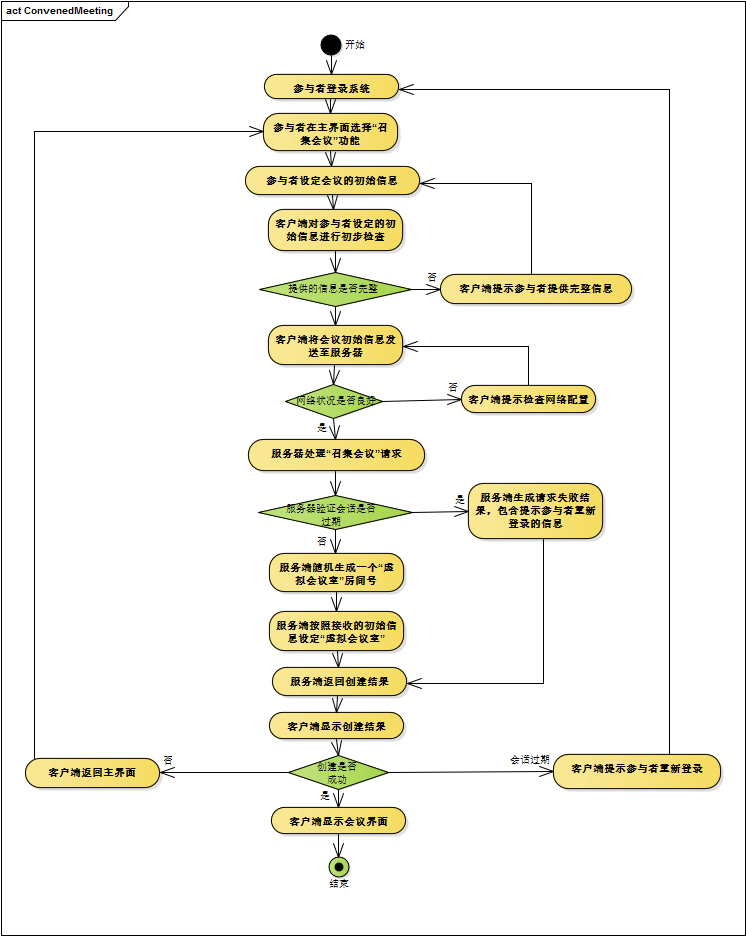 act ConvenedMeeting
开始
参与者登录系统
参与者在主界面选择“召
集会议”功能
参与者设定会议的初始信息
客户端对参与者设定的初
始信息进行初步检查
提供的信息是否完整
否
客户端提示参与者提供完整信息
客户端将会议初始信息发
送至服务器
网络状况是否良好
否
客户端提示检查网络配置
是
服务器处理“召集会议”请求
服务器验证会话是否
过期
是
服务端生成请求失败结
果，包含提示参与者重新
登录的信息
否
服务端随机生成一个“虚
拟会议室”房间号
服务端按照接收的初始信
息设定“虚拟会议室”
服务端返回创建结果
客户端显示创建结果
创建是否
成功
否
客户端返回主界面
会话过期
客户端提示参与者重新登录
是
客户端显示会议界面
结束